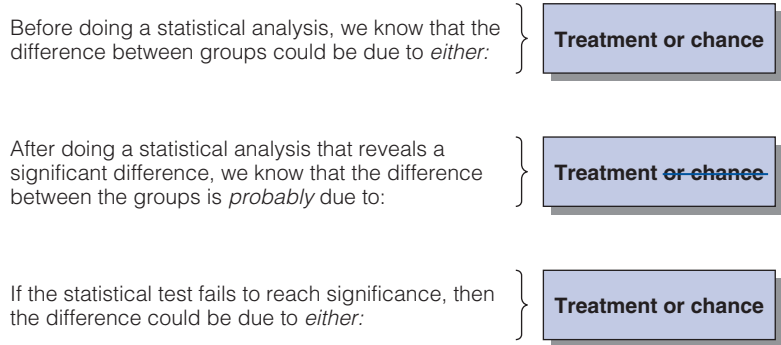 Before doing a statistical analysis, we know that the
difference between groups could be due to either:
Treatment or chance
After doing a statistical analysis that reveals a
significant difference, we know that the difference
between the groups is probably due to:
Treatment or chance
If the statistical test fails to reach significance, then
the difference could be due to either:
Treatment or chance